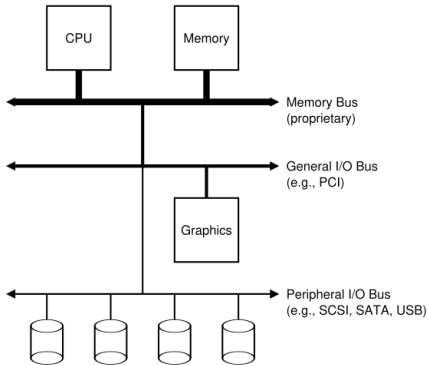 CPU
Memory
Memory Bus
(proprietary)
General I/O Bus
(e.g., PCI)
Graphics
Peripheral I/O Bus
(e.g., SCSI, SATA, USB)